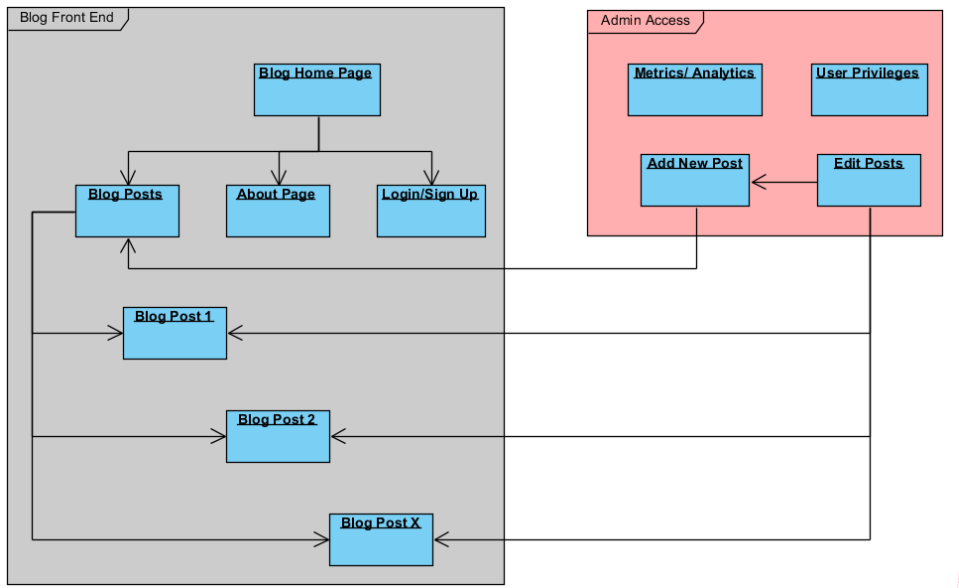 Blog Front End
Admin Access
Blog Home Page
Metrics/ Analytics
User Privileges
Add New Post
Edit Posts
Blog Posts
About Page
Login/Sign Up
Blog Post 1
Blog Post 2
Blog Post X